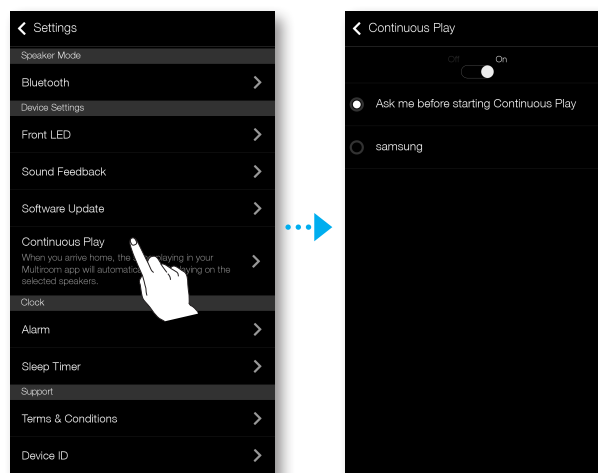 Settings
Speaker Mode
Bluetooth
Device Settings
Front LED
Sound Feedback
Software Update
Continuous Play
When you arrive home, the playing in your
Multiroom app will playing on the
selected speakers.
Clock
Alarm
Sleep Timer
Support
Terms & Conditions
Device ID
Continuous Play
Off On
Ask me before starting Continuous Play
samsung